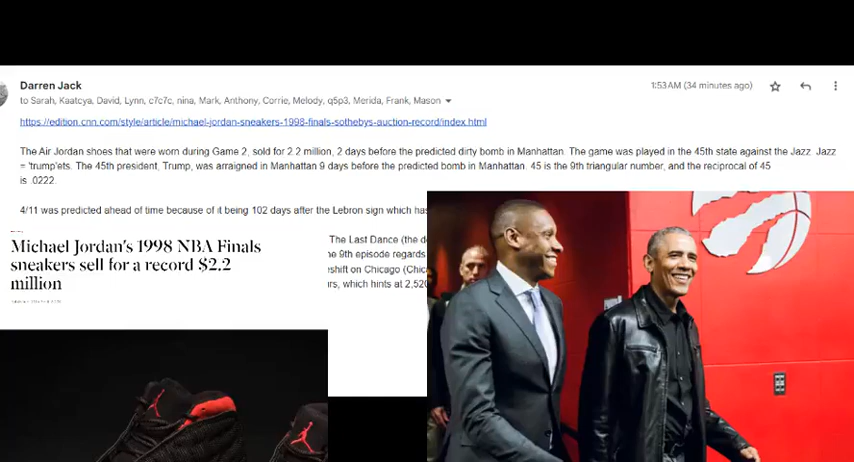 Darren Jack
1:53AM (34 minutes ago)
to Sarah, Kaatcya, David, Lynn, c7c7c, nina, Mark, Anthony, Corrie, Melody, q5p3, Merida, Frank, Mason
https://edition.cnn.com/style/article/michael-jordan-sneakers-1998-finals-sothebys-auction-record/index.html
The Air Jordan shoes that were worn during Game 2, sold for 2.2 million, 2 days before the predicted dirty bomb in Manhattan. The game was played in the 45th state against the Jazz. Jazz
= 'trump'ets. The 45th president, Trump, was arraigned in Manhattan 9 days before the predicted bomb in Manhattan. 45 is the 9th triangular number, and the reciprocal of 45
is .0222.
4/11 was predicted ahead of time because of it being 102 days after the Lebron sign which has
The Last Dance (the d
9th episode regards
shift on Chicago (Chic
which hints at 2,520
Michael Jordan's 1998 NBA Finals
sneakers sell for a record $2.2
million